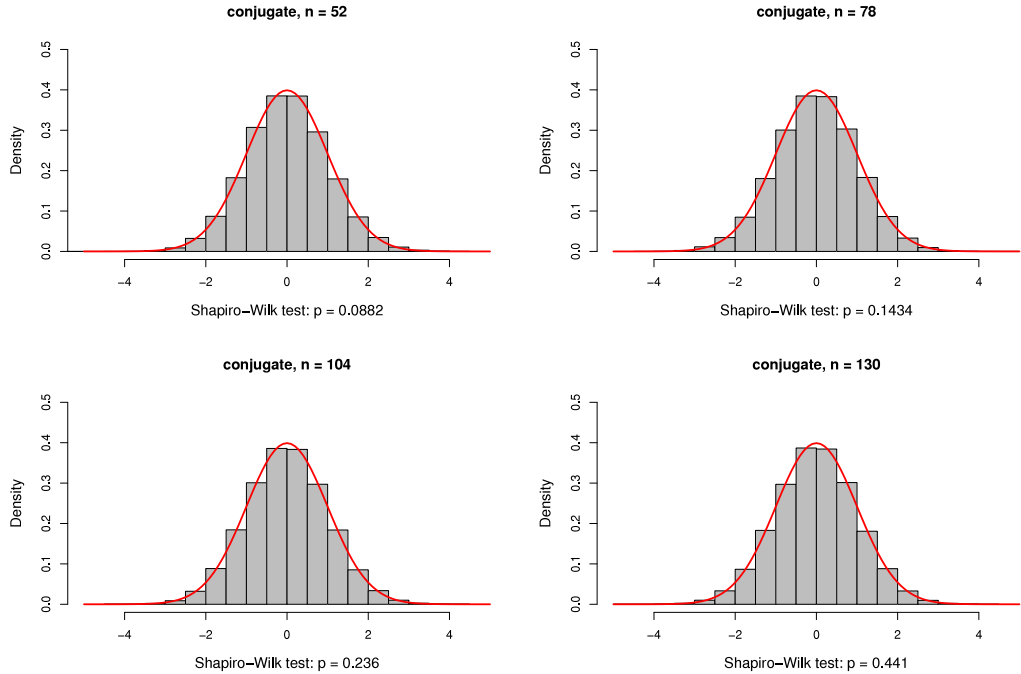 conjugate, n = 52
Density
0.0 0.1 0.2 0.3 0.4 0.5
−4 −2 0 2 4
Shapiro−Wilk test: p = 0.0882
conjugate, n = 78
Density
0.0 0.1 0.2 0.3 0.4 0.5
−4 −2 0 2 4
Shapiro−Wilk test: p = 0.1434
conjugate, n = 104
Density
0.0 0.1 0.2 0.3 0.4 0.5
−4 −2 0 2 4
Shapiro−Wilk test: p = 0.236
conjugate, n = 130
Density
0.0 0.1 0.2 0.3 0.4 0.5
−4 −2 0 2 4
Shapiro−Wilk test: p = 0.441